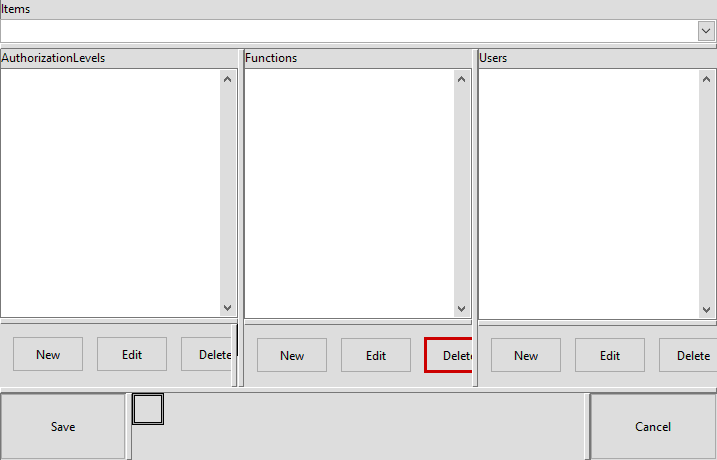 Items
AuthorizationLevels
Functions
Users
New
Edit
Delete
New
Edit
Delete
New
Edit
Delete
Save
Cancel